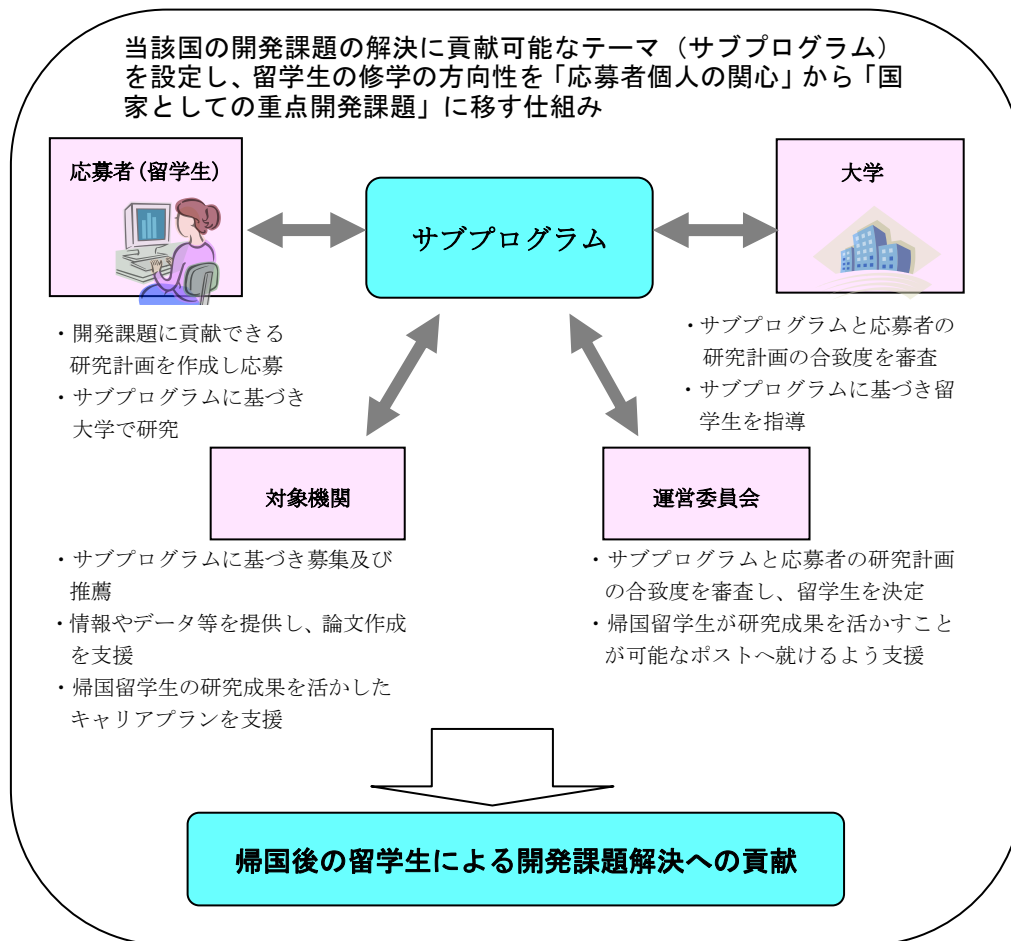 当該国の開発課題の解決に貢献可能なテーマ(サブプログラム)
を設定し、留学生の修学の方向性を「応募者個人の関心」から「国
家としての重点開発課題」に移す仕組み
応募者(留学生)
サブプログラム
大学
・開発課題に貢献できる
研究計画を作成し応募
・サブプログラムに基づき
大学で研究
・サブプログラムと応募者の
研究計画の合致度を審査
・サブプログラムに基づき留
学生を指導
対象機関
・サブプログラムに基づき募集及び
推薦
・情報やデータ等を提供し、論文作成
を支援
・帰国留学生の研究成果を活かした
キャリアプランを支援
運営委員会
・サブプログラムと応募者の研究計画
の合致度を審査し、留学生を決定
・帰国留学生が研究成果を活かすこと
が可能なポストへ就けるよう支援
帰国後の留学生による開発課題解決への貢献